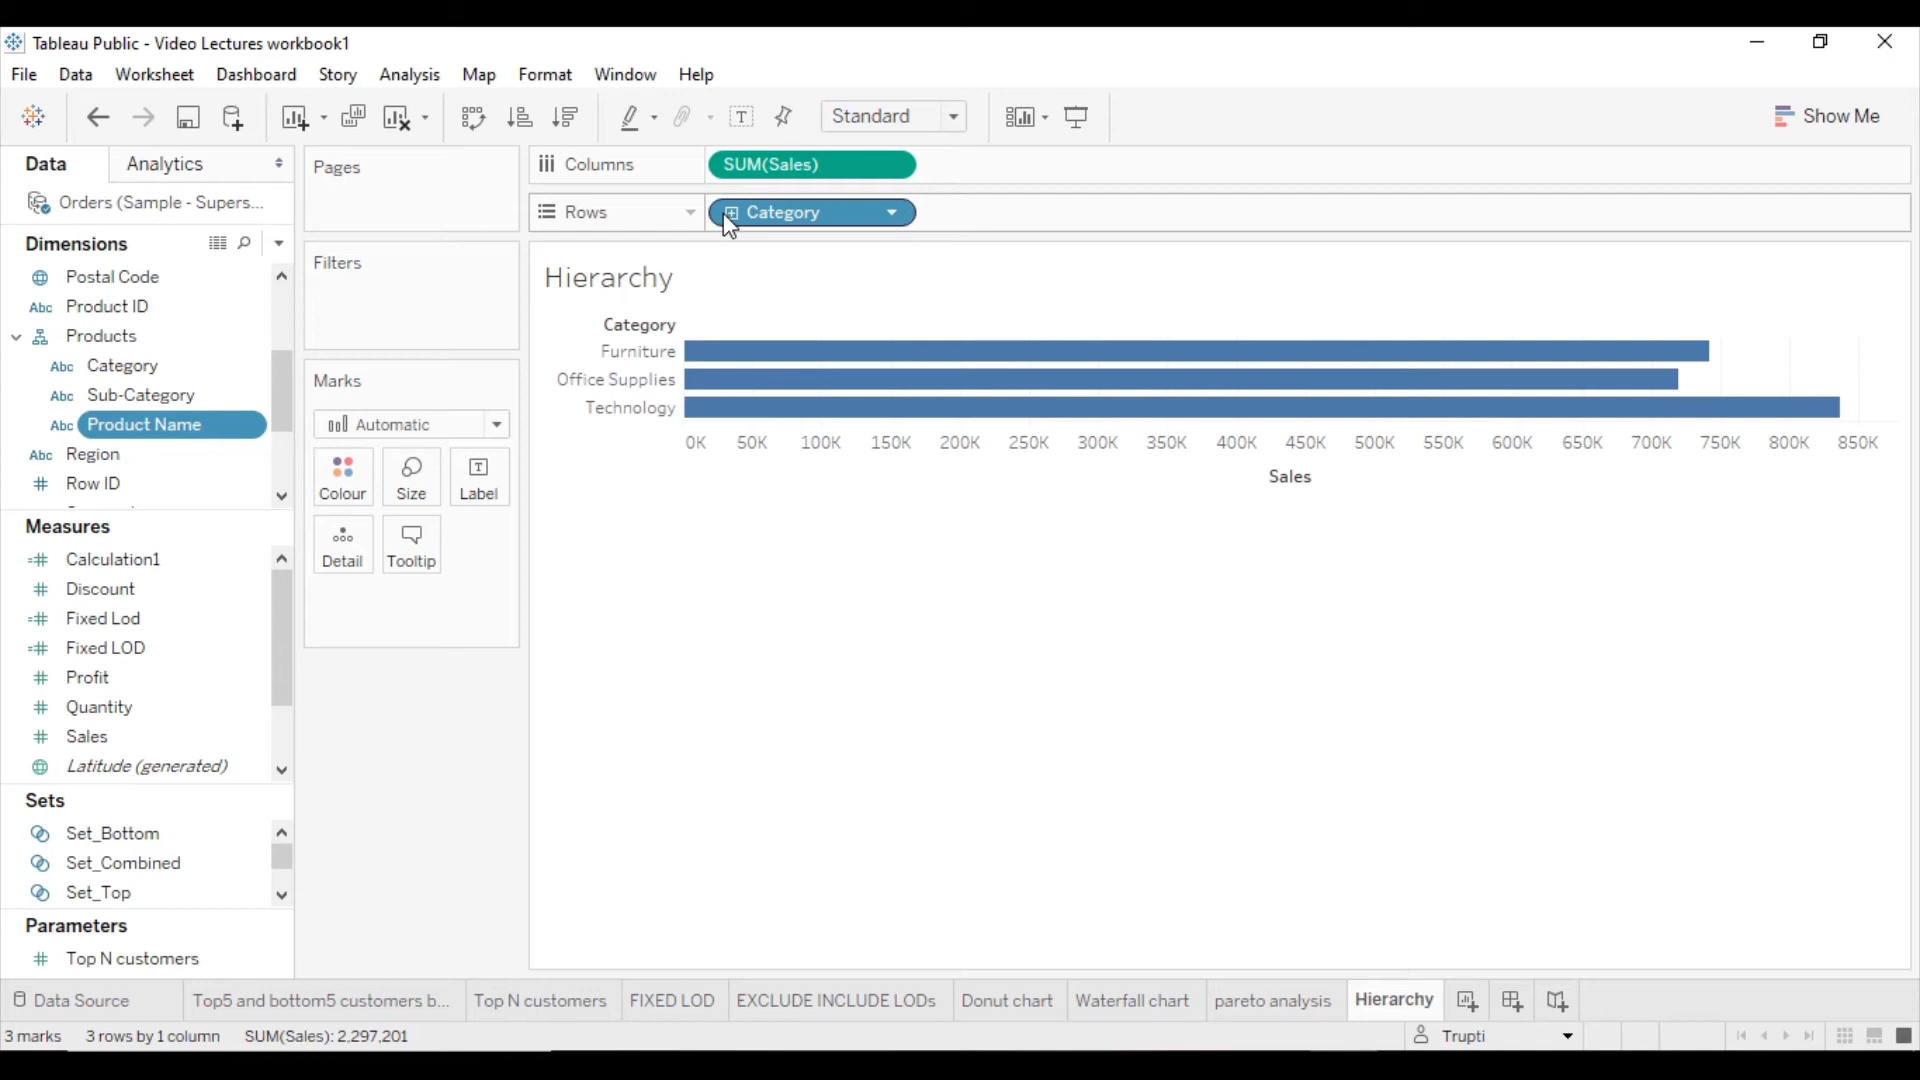 Tableau Public - Video Lectures workbook1
File Data Worksheet Dashboard Story Analysis Map Format Window Help
Standard
Show Me
Data Analytics
Orders (Sample - Supers...
Dimensions
Postal Code
Abc Product ID
Products
Abc Category
Abc Sub-Category
Abc Product Name
Abc Region
# Row ID
Measures
=# Calculation1
# Discount
=# Fixed Lod
=# Fixed LOD
# Profit
# Quantity
# Sales
Latitude (generated)
Sets
Set_Bottom
Set_Combined
Set_Top
Parameters
# Top N customers
Pages
Filters
Marks
Automatic
Colour Size Label
Detail Tooltip
Columns SUM(Sales)
Rows Category
Hierarchy
Category
Furniture
Office Supplies
Technology
0K 50K 100K 150K 200K 250K 300K 350K 400K 450K 500K 550K 600K 650K 700K 750K 800K 850K
Sales
Data Source Top5 and bottom5 customers b... Top N customers FIXED LOD EXCLUDE INCLUDE LODs Donut chart Waterfall chart pareto analysis Hierarchy
3 marks 3 rows by 1 column SUM(Sales): 2,297,201 Trupti